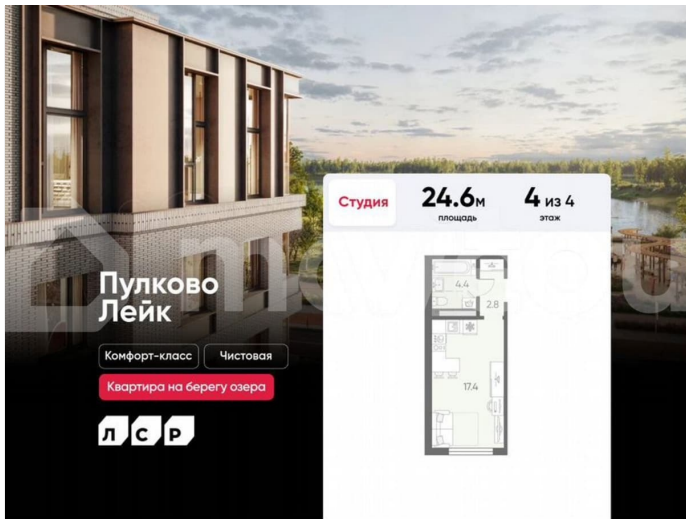 Студия
24.6м
площадь
4 из 4
этаж
Пулково
Лейк
Комфорт-класс
Чистовая
Квартира на берегу озера
ЛСР
4.4
2.8
17.4